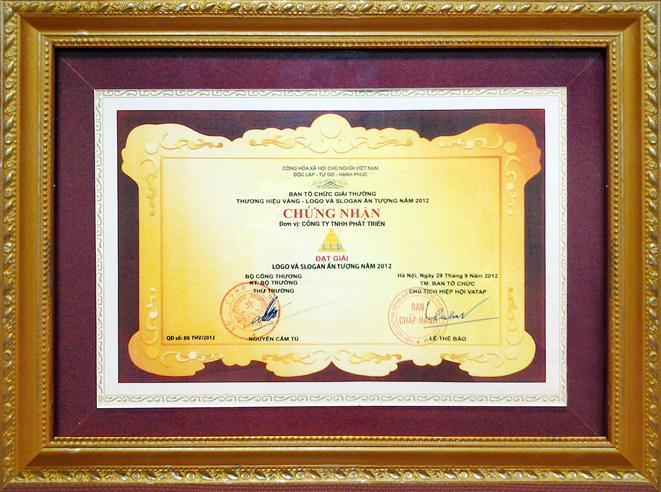 CỘNG HÒA XÃ HỘI CHỦ NGHĨA VIỆT NAM
ĐỘC LẬP - TỰ DO - HẠNH PHÚC
BAN TỔ CHỨC GIẢI THƯỞNG
THƯƠNG HIỆU VÀNG - LOGO VÀ SLOGAN ẤN TƯỢNG NĂM 2012
CHỨNG NHẬN
Đơn vị: CÔNG TY TNHH PHÁT TRIỂN
ĐẠT GIẢI
LOGO VÀ SLOGAN ẤN TƯỢNG NĂM 2012
BỘ CÔNG THƯƠNG
KT. BỘ TRƯỞNG
THỨ TRƯỞNG
NGUYỄN CẨM TÚ
QĐ số: 86 THV/2012
Hà Nội, Ngày 28 Tháng 9 Năm 2012
TM. BAN TỔ CHỨC
CHỦ TỊCH HIỆP HỘI VATAP
BAN
CHẤP HÀNH
LÊ THẾ BẢO